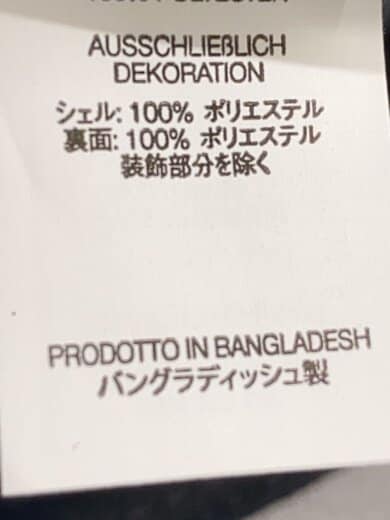 AUSSCHLIEßLICH
DEKORATION
シェル: 100% ポリエステル
裏面: 100% ポリエステル
装飾部分を除く
PRODOTTO IN BANGLADESH
バングラディッシュ製